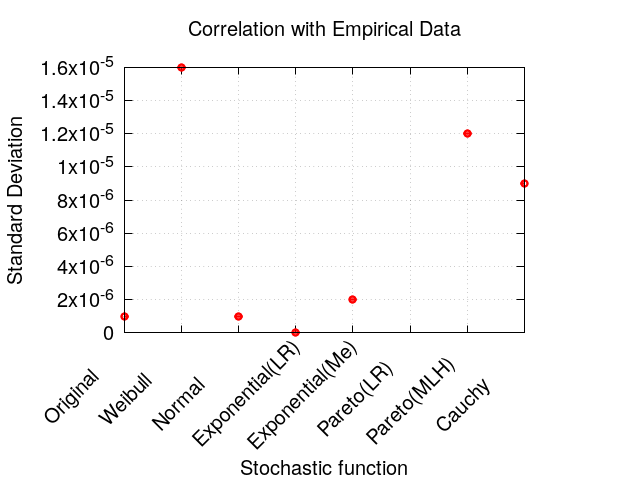 Correlation with Empirical Data
1.6x10⁻⁵
1.4x10⁻⁵
1.2x10⁻⁵
1x10⁻⁵
8x10⁻⁶
6x10⁻⁶
4x10⁻⁶
2x10⁻⁶
0
Standard Deviation
Original
Weibull
Normal
Exponential(LR)
Exponential(Me)
Pareto(LR)
Pareto(MLH)
Cauchy
Stochastic function